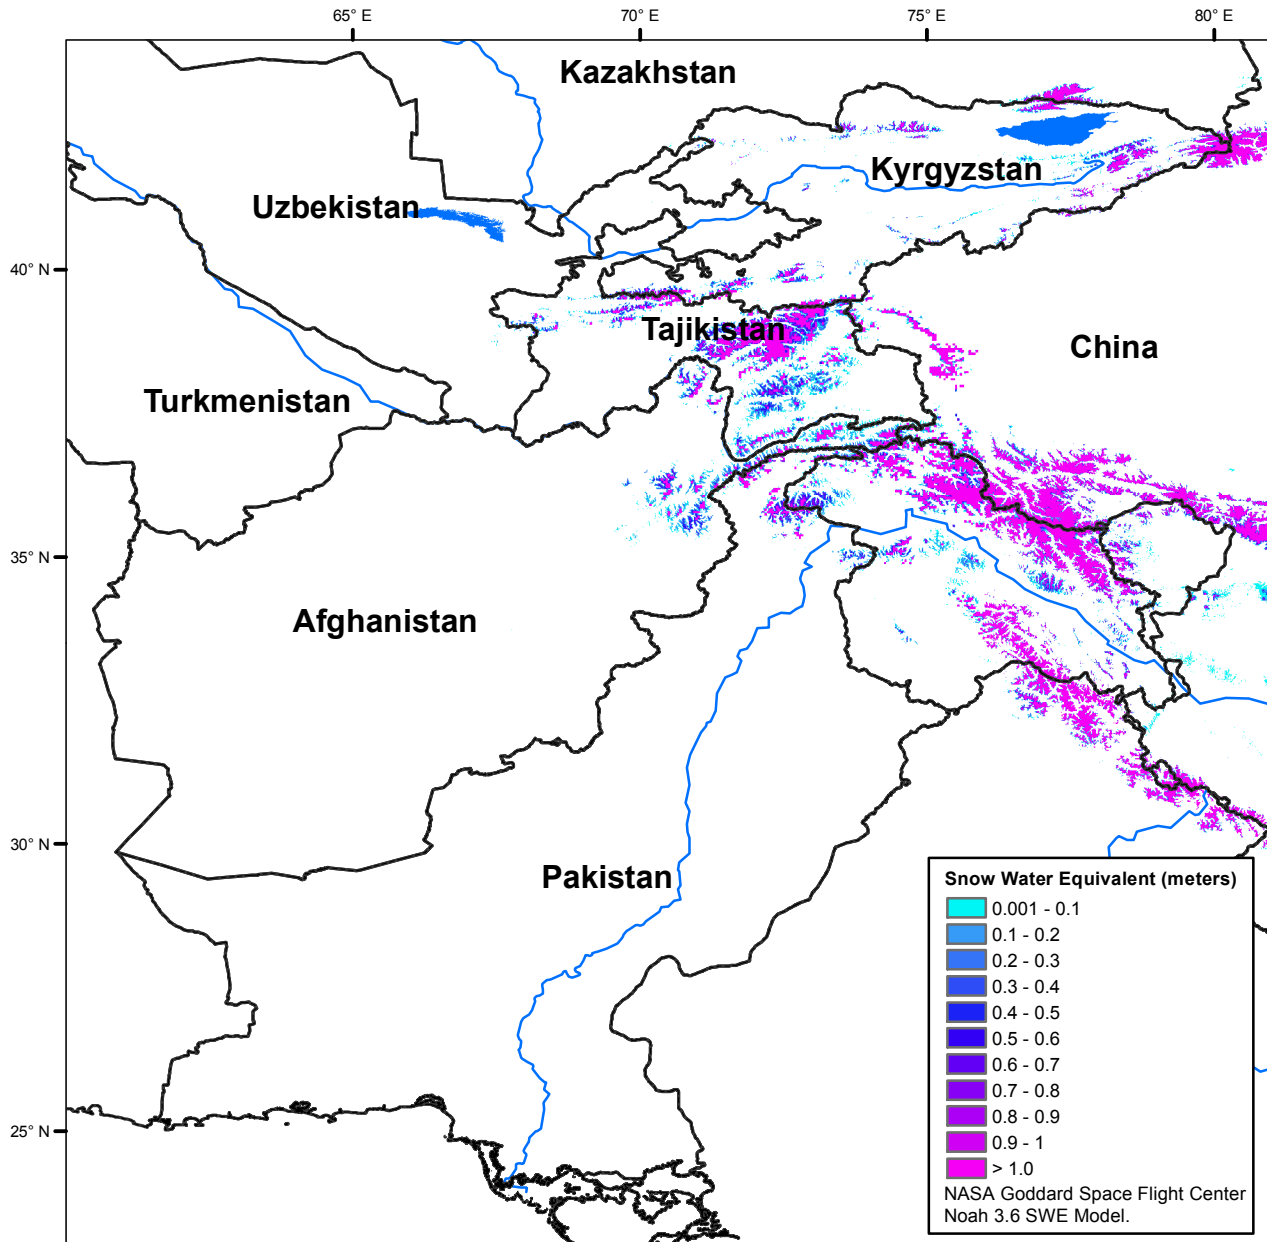 65° E
70° E
75° E
80° E
Kazakhstan
Kyrgyzstan
Uzbekistan
40° N
Tajikistan
China
Turkmenistan
35° N
Afghanistan
30° N
Pakistan
25° N
Snow Water Equivalent (meters)
0.001 - 0.1
0.1 - 0.2
0.2 - 0.3
0.3 - 0.4
0.4 - 0.5
0.5 - 0.6
0.6 - 0.7
0.7 - 0.8
0.8 - 0.9
0.9 - 1
> 1.0
NASA Goddard Space Flight Center
Noah 3.6 SWE Model.